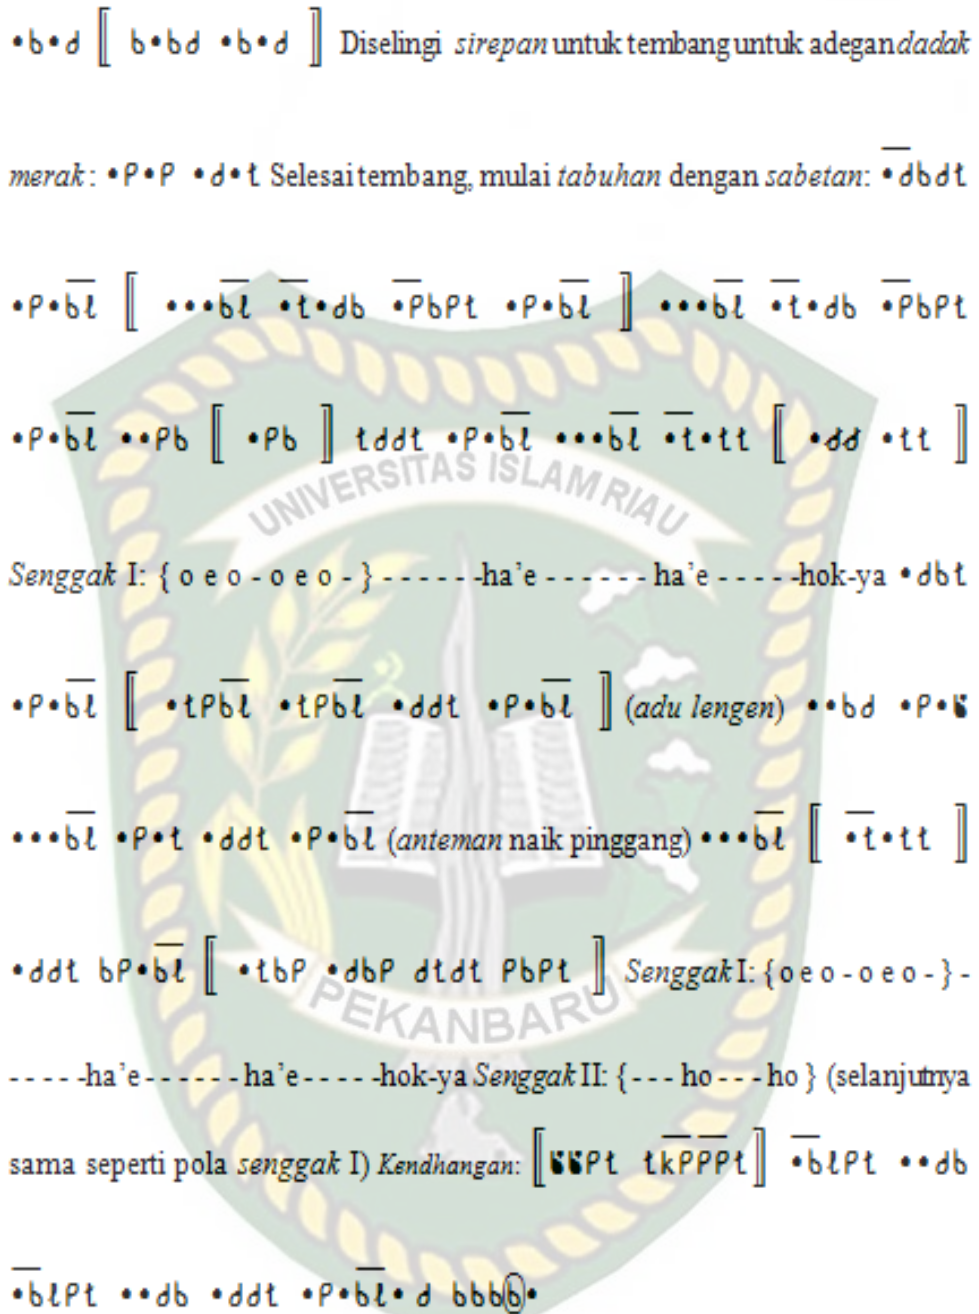 •b•d ⟦ b•bd •b•d ⟧ Diselingi sirepan untuk tembang untuk adegan dadak
merak : •P•P •d•t Selesai tembang, mulai tabuhan dengan sabetan: •dbdt
•P•bl ⟦ •••bl •t•db •PbPt •P•bl ⟧ •••bl •t•db •PbPt
•P•bl ••Pb ⟦ •Pb ⟧ tddt •P•bl •••bl •t•tt ⟦ •dd •tt ⟧
UNIVERSITAS ISLAM RIAU
Senggak I: { o e o - o e o - } - - - - - -ha’e - - - - - - ha’e - - - - -hok-ya •dbt
•P•bl ⟦ •tPbl •tPbl •ddt •P•bl ⟧ (adu lengen) ••bd •P•
•••bl •P•t •ddt •P•bl (anteman naik pinggang) •••bl ⟦ •t•tt ⟧
•ddt bP•bl ⟦ •tbP •dbP dtdt PbPt ⟧ Senggak I: { o e o - o e o - } -
PEKANBARU
- - - - -ha’e - - - - - - ha’e - - - - -hok-ya Senggak II: { - - - ho - - - ho } (selanjutnya
sama seperti pola senggak I) Kendhangan: ⟦Pt tkPPPt⟧ •blPt ••db
•blPt ••db •ddt •P•bl• d bbbb•